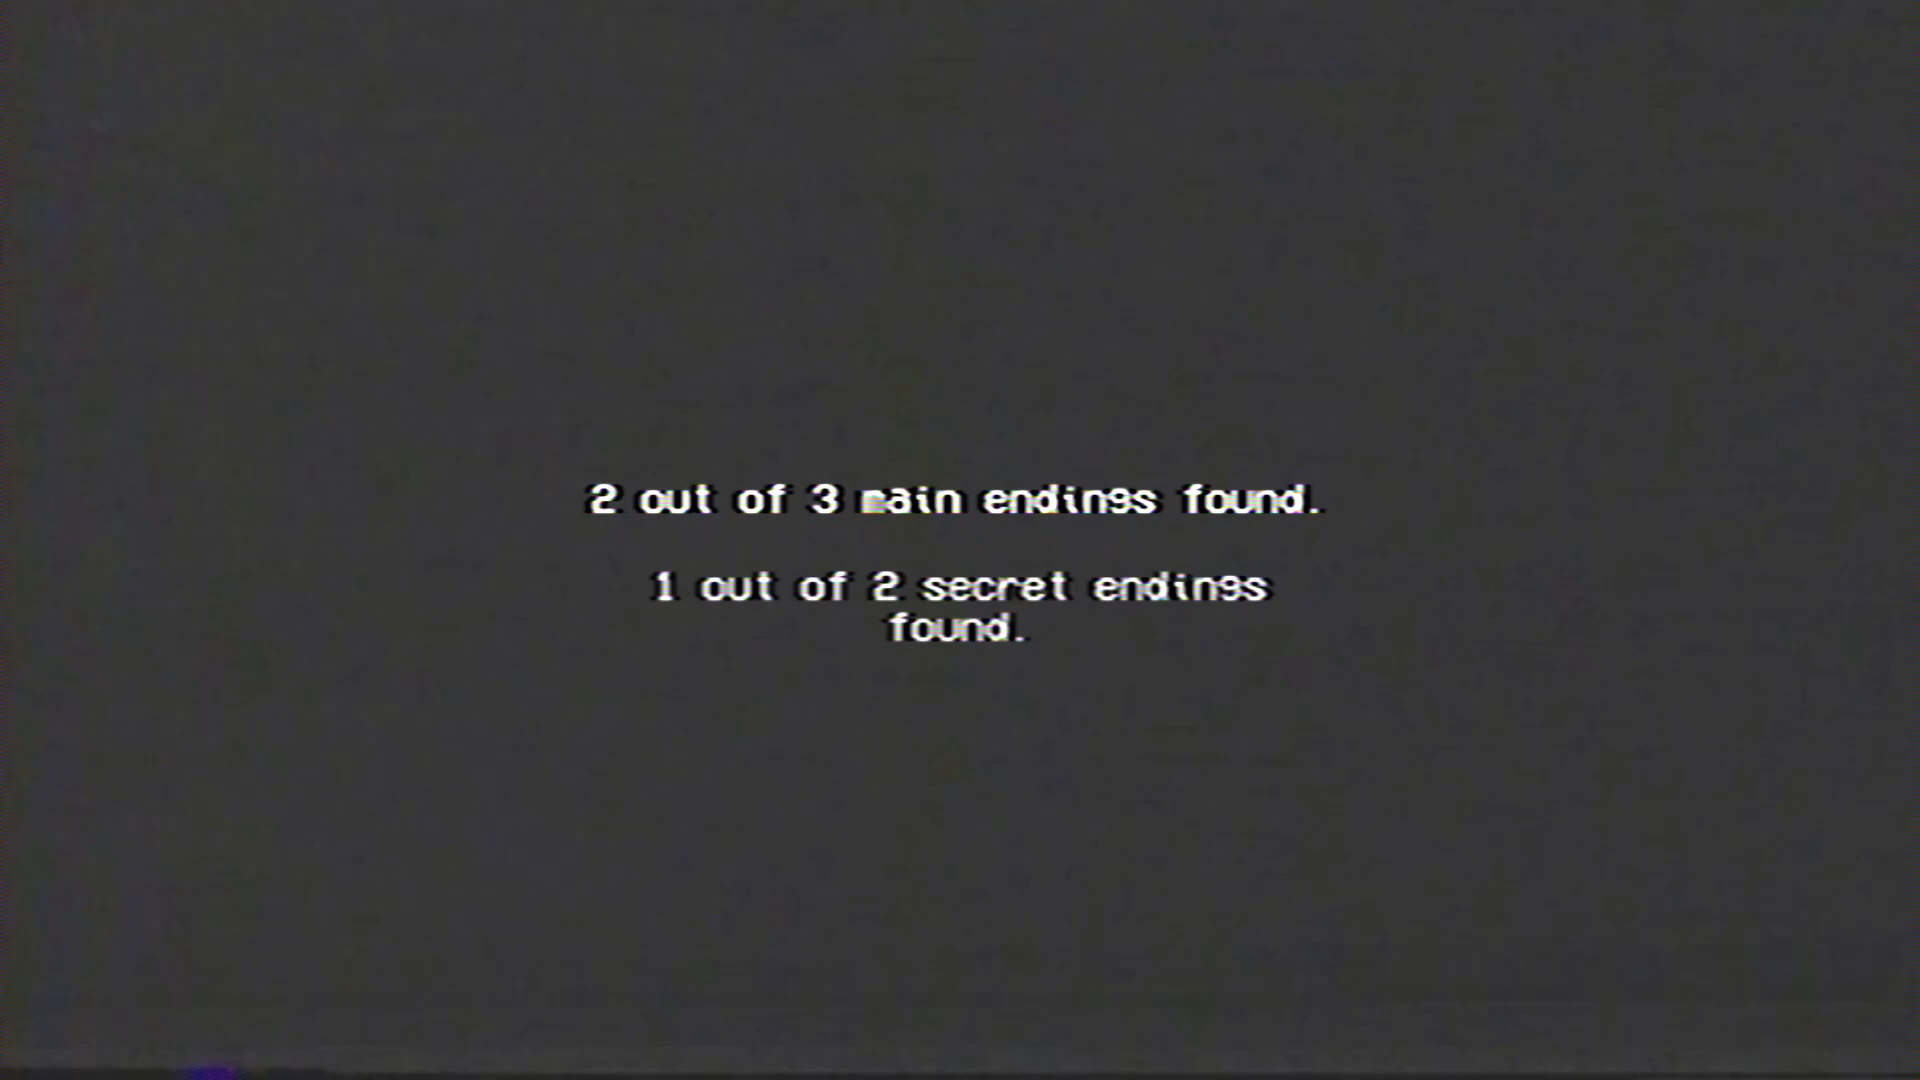 2 out of 3 main endings found.
1 out of 2 secret endings
found.